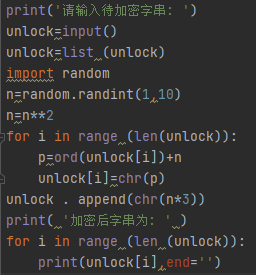 print('请输入待加密字串: ')
unlock=input()
unlock=list (unlock)
import random
n=random.randint(1,10)
n=n**2
for i in range (len(unlock)):
    p=ord(unlock[i])+n
    unlock[i]=chr(p)
unlock . append(chr(n*3))
print( '加密后字串为: ' )
for i in range (len (unlock)):
    print(unlock[i],end='')